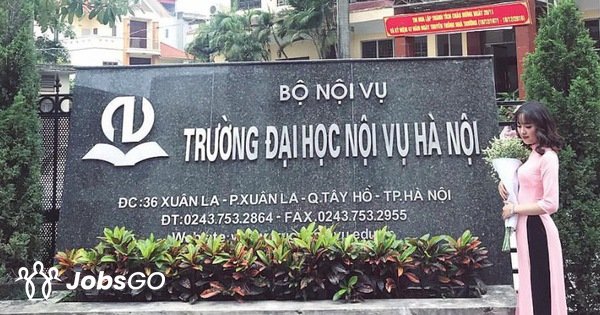 BỘ NỘI VỤ
TRƯỜNG ĐẠI HỌC NỘI VỤ HÀ NỘI
ĐC:36 XUÂN LA - P.XUÂN LA - Q.TÂY HỒ - TP.HÀ NỘI
ĐT:0243.753.2864 - FAX.0243.753.2955
JobsGO